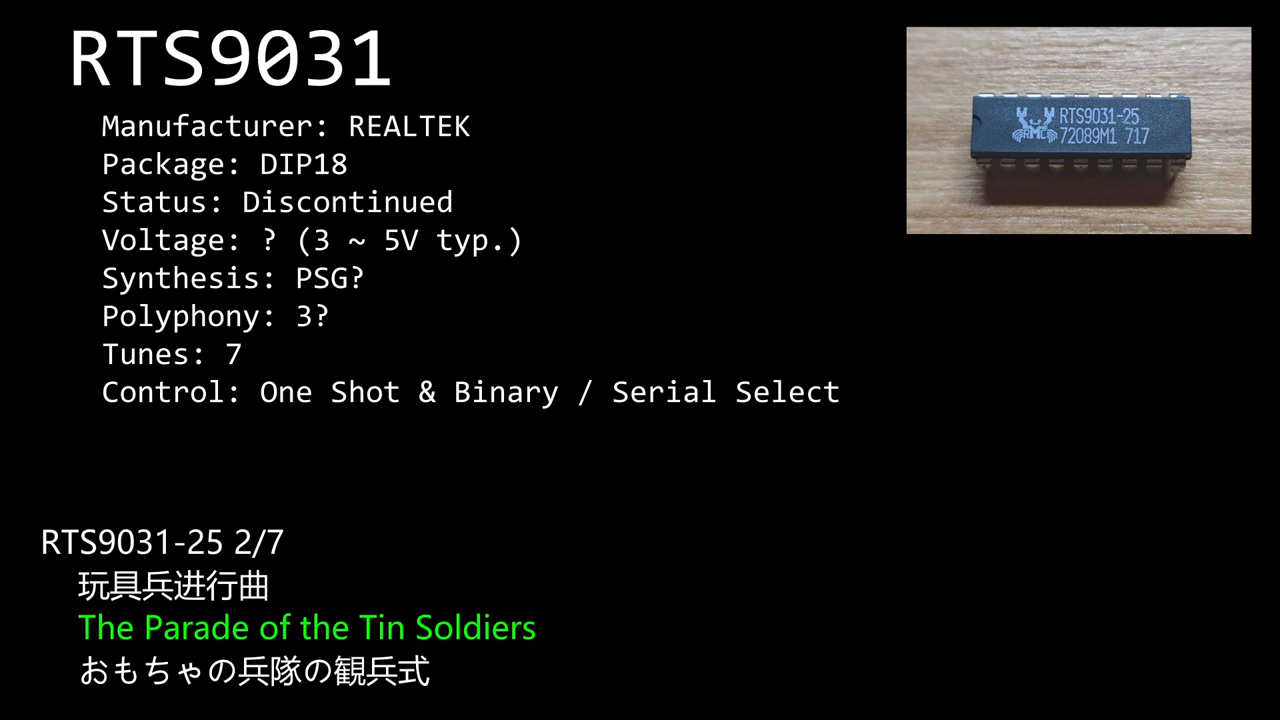 RTS9031
Manufacturer: REALTEK
Package: DIP18
Status: Discontinued
Voltage: ? (3 ~ 5V typ.)
Synthesis: PSG?
Polyphony: 3?
Tunes: 7
Control: One Shot & Binary / Serial Select
RTS9031-25
RMC 72089M1 717
RTS9031-25 2/7
玩具兵进行曲
The Parade of the Tin Soldiers
おもちゃの兵隊の観兵式